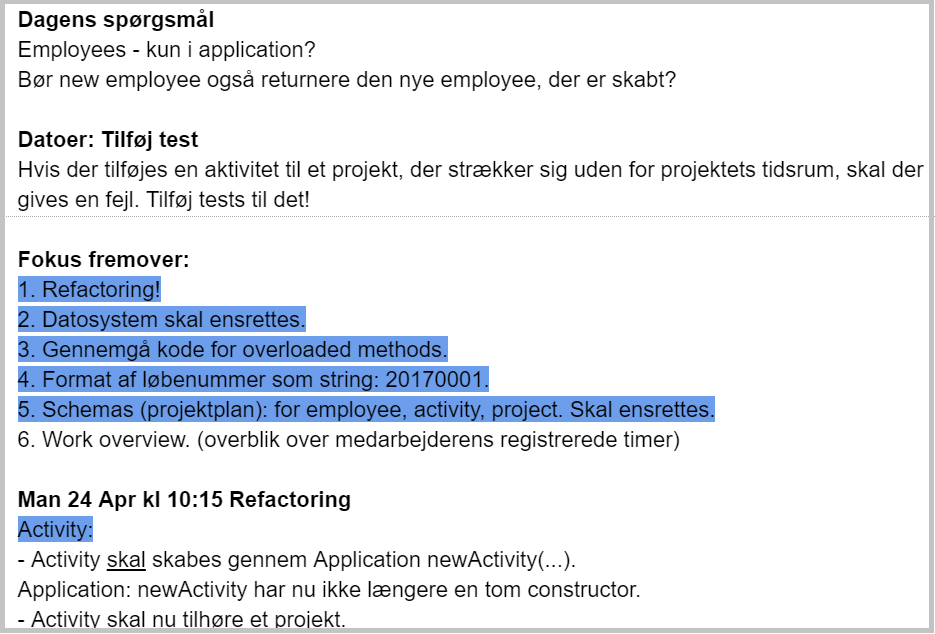 Dagens spørgsmål
Employees - kun i application?
Bør new employee også returnere den nye employee, der er skabt?
Datoer: Tilføj test
Hvis der tilføjes en aktivitet til et projekt, der strækker sig uden for projektets tidsrum, skal der
gives en fejl. Tilføj tests til det!
Fokus fremover:
1. Refactoring!
2. Datosystem skal ensrettes.
3. Gennemgå kode for overloaded methods.
4. Format af løbenummer som string: 20170001.
5. Schemas (projektplan): for employee, activity, project. Skal ensrettes.
6. Work overview. (overblik over medarbejderens registrerede timer)
Man 24 Apr kl 10:15 Refactoring
Activity:
- Activity skal skabes gennem Application newActivity(...).
Application: newActivity har nu ikke længere en tom constructor.
- Activity skal nu tilhøre et projekt.